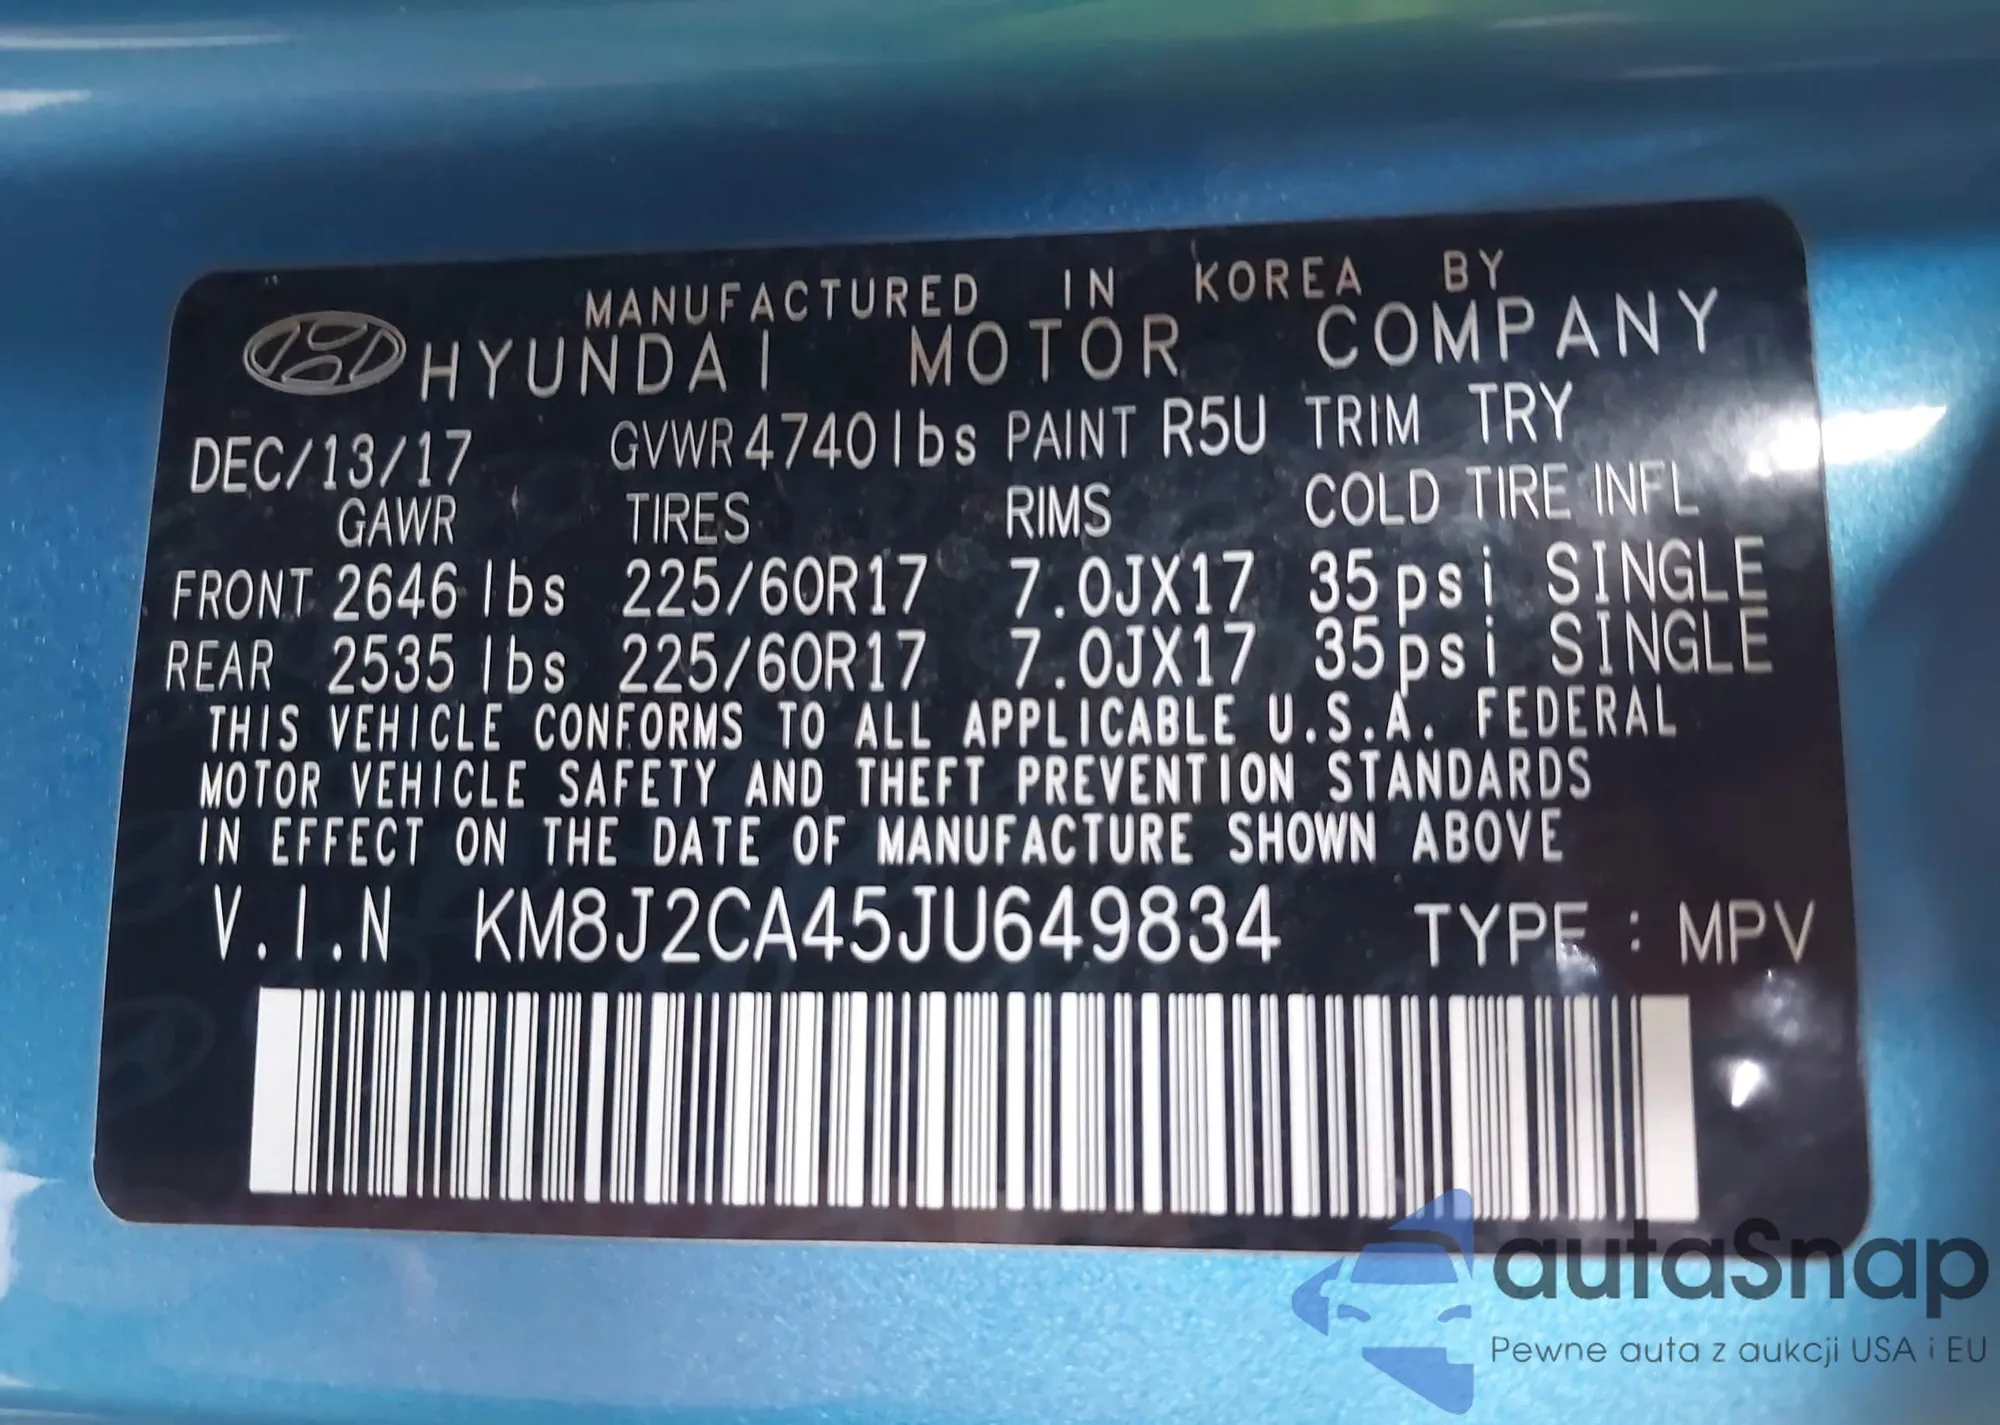 MANUFACTURED IN KOREA BY
HYUNDAI MOTOR COMPANY
DEC/13/17 GVWR 4740lbs PAINT R5U TRIM TRY
GAWR TIRES RIMS COLD TIRE INFL
FRONT 2646 lbs 225/60R17 7.0JX17 35psi SINGLE
REAR 2535 lbs 225/60R17 7.0JX17 35psi SINGLE
THIS VEHICLE CONFORMS TO ALL APPLICABLE U.S.A. FEDERAL
MOTOR VEHICLE SAFETY AND THEFT PREVENTION STANDARDS
IN EFFECT ON THE DATE OF MANUFACTURE SHOWN ABOVE
V.I.N KM8J2CA45JU649834 TYPE : MPV
autaSnap
Pewne auta z aukcji USA i EU